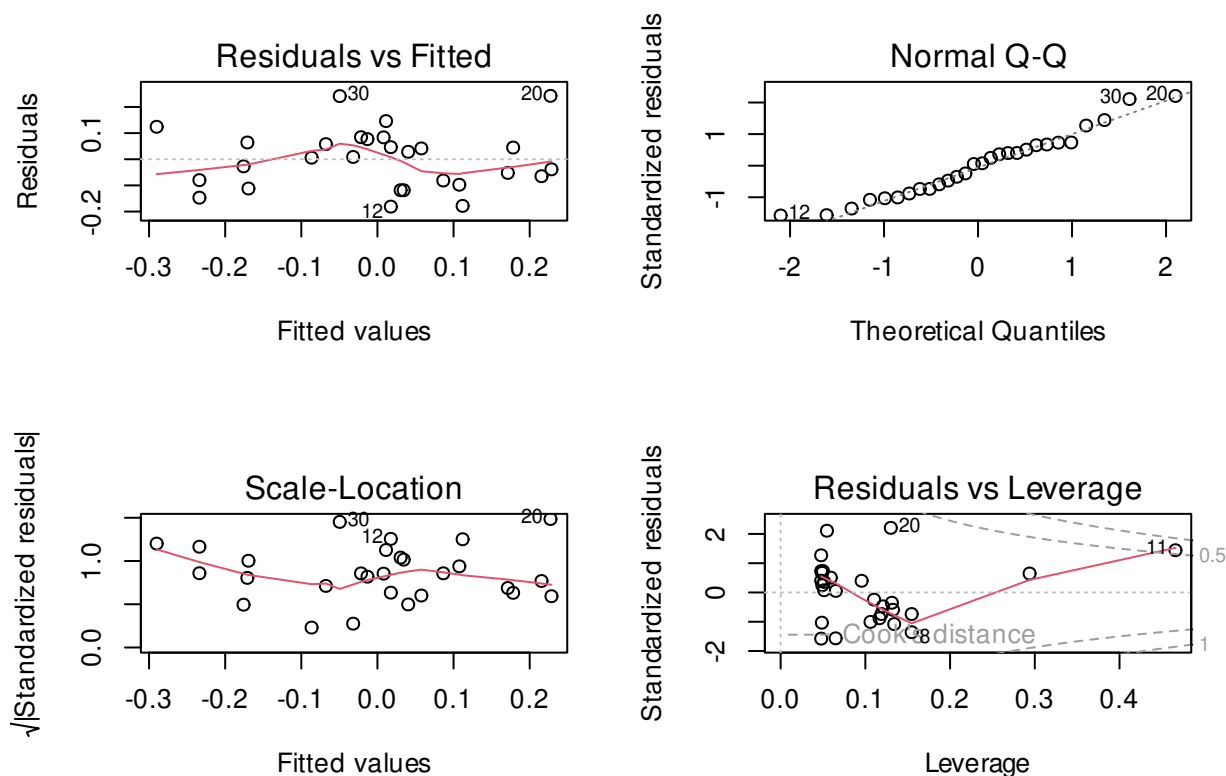 Residuals vs Fitted
Residuals
-0.2 0.1
30
20
12
-0.3 -0.2 -0.1 0.0 0.1 0.2
Fitted values
Normal Q-Q
Standardized residuals
-1 1
30
20
12
-2 -1 0 1 2
Theoretical Quantiles
Scale-Location
√|Standardized residuals|
0.0 1.0
30
20
12
-0.3 -0.2 -0.1 0.0 0.1 0.2
Fitted values
Residuals vs Leverage
Standardized residuals
-2 0 2
20
11
0.5
Cook's distance
18
1
0.0 0.1 0.2 0.3 0.4
Leverage